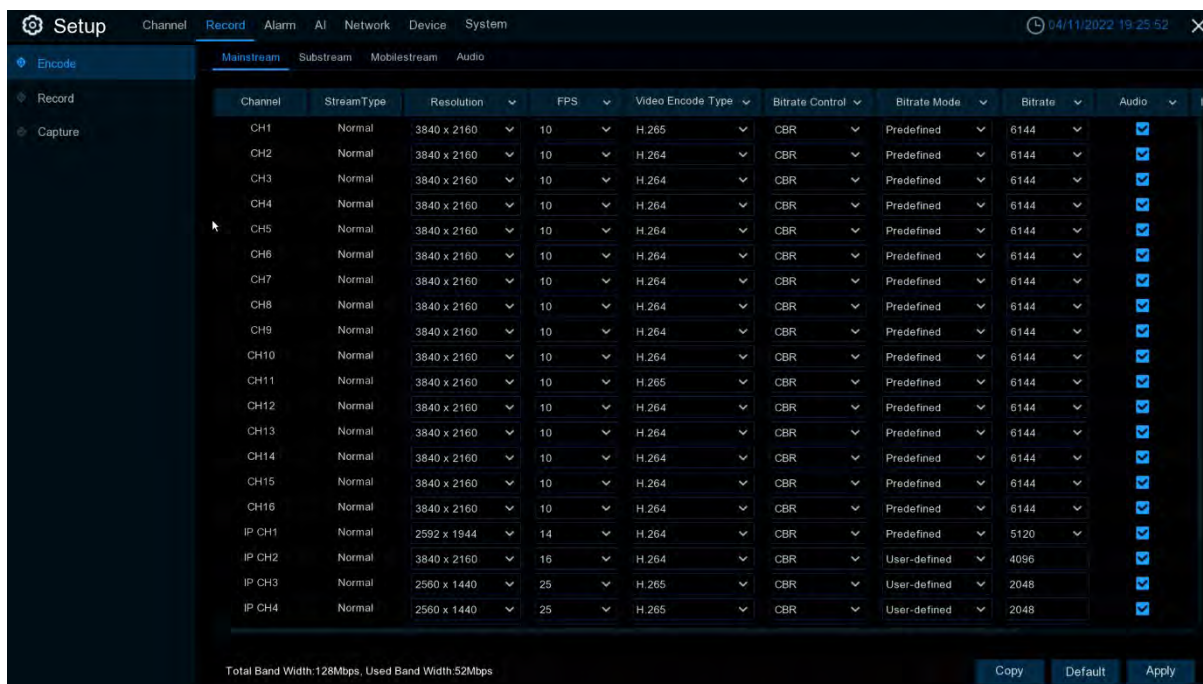 Setup Channel Record Alarm AI Network Device System 04/11/2022 19:25:52
Encode
Record
Capture
Mainstream Substream Mobilestream Audio
Channel StreamType Resolution FPS Video Encode Type Bitrate Control Bitrate Mode Bitrate Audio
CH1 Normal 3840 x 2160 10 H.265 CBR Predefined 6144
CH2 Normal 3840 x 2160 10 H.264 CBR Predefined 6144
CH3 Normal 3840 x 2160 10 H.264 CBR Predefined 6144
CH4 Normal 3840 x 2160 10 H.264 CBR Predefined 6144
CH5 Normal 3840 x 2160 10 H.264 CBR Predefined 6144
CH6 Normal 3840 x 2160 10 H.264 CBR Predefined 6144
CH7 Normal 3840 x 2160 10 H.264 CBR Predefined 6144
CH8 Normal 3840 x 2160 10 H.264 CBR Predefined 6144
CH9 Normal 3840 x 2160 10 H.264 CBR Predefined 6144
CH10 Normal 3840 x 2160 10 H.264 CBR Predefined 6144
CH11 Normal 3840 x 2160 10 H.265 CBR Predefined 6144
CH12 Normal 3840 x 2160 10 H.264 CBR Predefined 6144
CH13 Normal 3840 x 2160 10 H.264 CBR Predefined 6144
CH14 Normal 3840 x 2160 10 H.264 CBR Predefined 6144
CH15 Normal 3840 x 2160 10 H.264 CBR Predefined 6144
CH16 Normal 3840 x 2160 10 H.264 CBR Predefined 6144
IP CH1 Normal 2592 x 1944 14 H.264 CBR Predefined 5120
IP CH2 Normal 3840 x 2160 16 H.264 CBR User-defined 4096
IP CH3 Normal 2560 x 1440 25 H.265 CBR User-defined 2048
IP CH4 Normal 2560 x 1440 25 H.265 CBR User-defined 2048
Total Band Width:128Mbps, Used Band Width:52Mbps Copy Default Apply